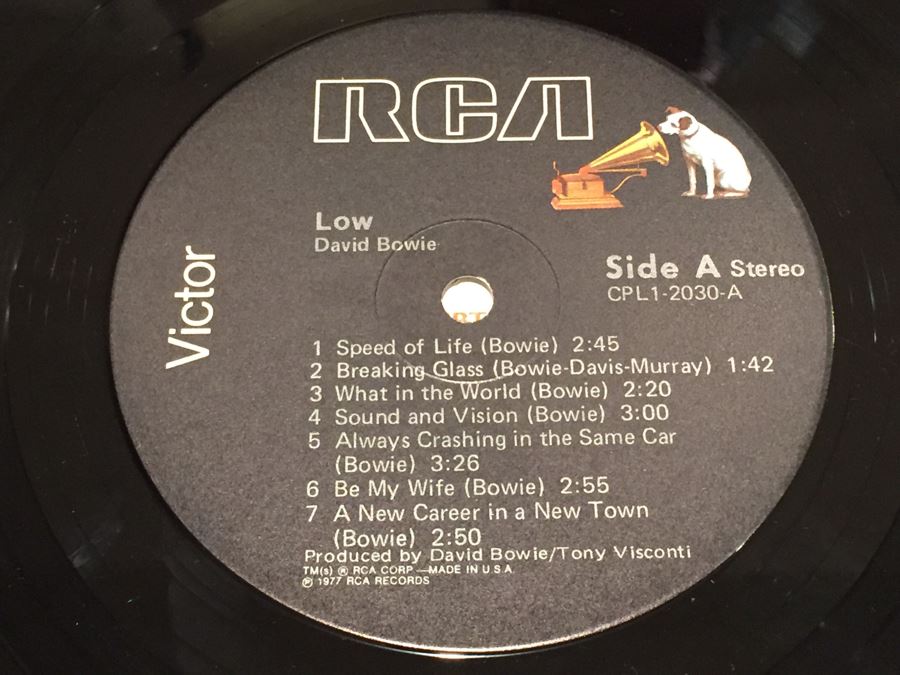 RCA
Victor
Low
David Bowie
Side A Stereo
CPL1-2030-A
1 Speed of Life (Bowie) 2:45
2 Breaking Glass (Bowie-Davis-Murray) 1:42
3 What in the World (Bowie) 2:20
4 Sound and Vision (Bowie) 3:00
5 Always Crashing in the Same Car
(Bowie) 3:26
6 Be My Wife (Bowie) 2:55
7 A New Career in a New Town
(Bowie) 2:50
Produced by David Bowie/Tony Visconti
TM(s) ® RCA CORP—MADE IN U.S.A.
℗ 1977 RCA RECORDS